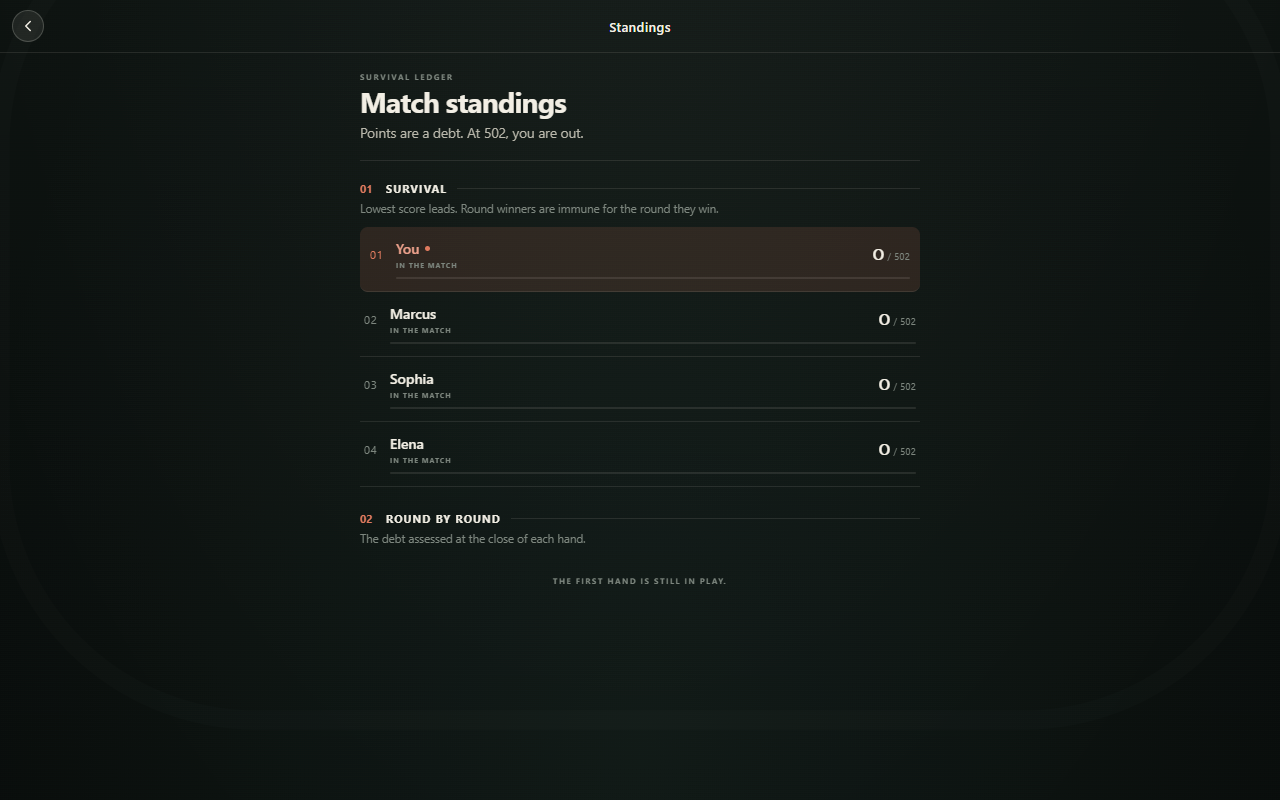 Standings
SURVIVAL LEDGER
Match standings
Points are a debt. At 502, you are out.
01 SURVIVAL
Lowest score leads. Round winners are immune for the round they win.
01 You 0 / 502
IN THE MATCH
02 Marcus 0 / 502
IN THE MATCH
03 Sophia 0 / 502
IN THE MATCH
04 Elena 0 / 502
IN THE MATCH
02 ROUND BY ROUND
The debt assessed at the close of each hand.
THE FIRST HAND IS STILL IN PLAY.